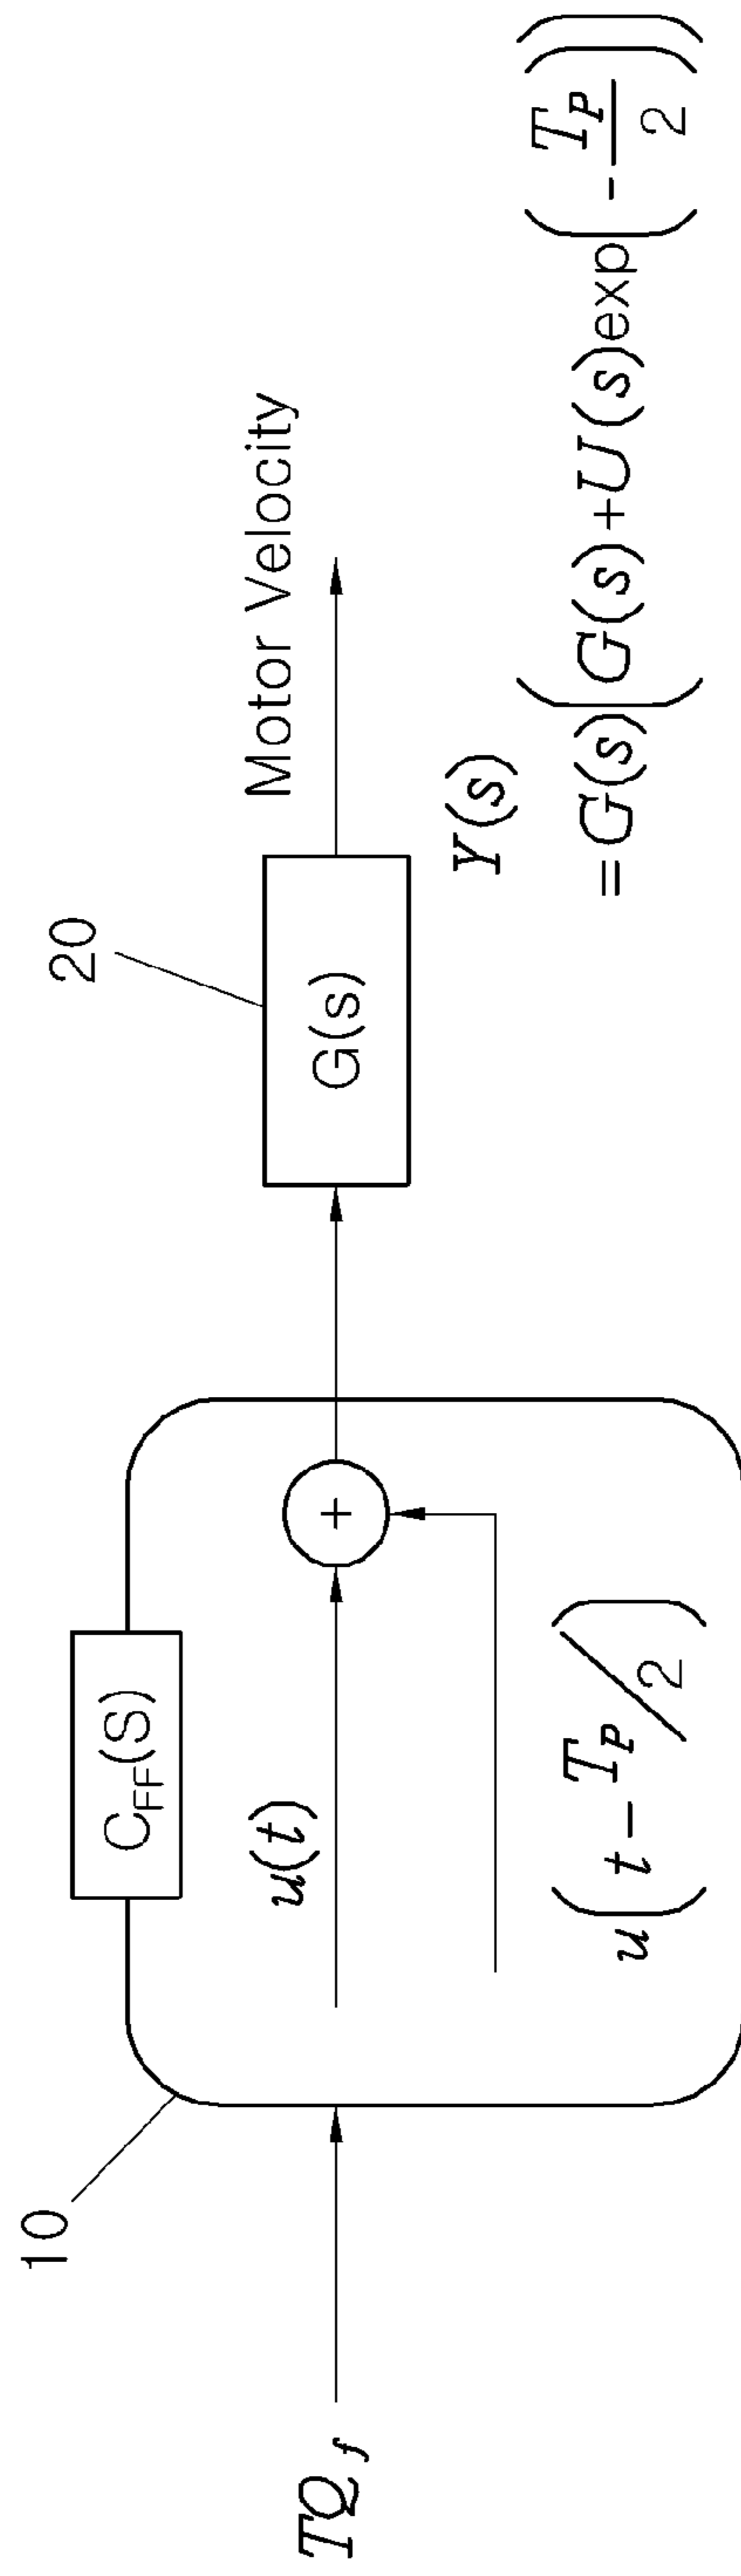 10
C_FF(S)
20
TQ_f
u(t)
+
G(s)
Motor Velocity
u(t-T_P/2)
Y(s)
=G(s)(G(s)+U(s)exp(-T_P/2))